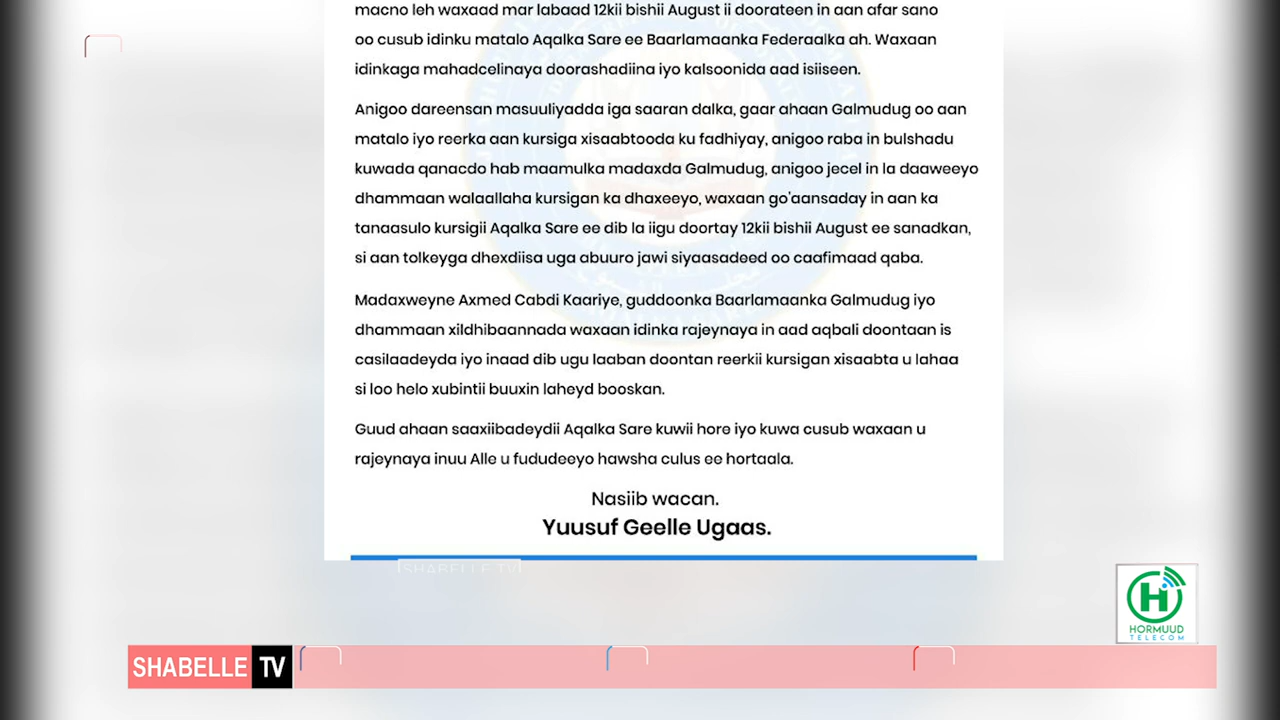 macno leh waxaad mar labaad 12kii bishii August ii doorateen in aan afar sano
oo cusub idinku matalo Aqalka Sare ee Baarlamaanka Federaalka ah. Waxaan
idinkaga mahadcelinaya doorashadiina iyo kalsoonida aad isiiseen.
Anigoo dareensan masuuliyadda iga saaran dalka, gaar ahaan Galmudug oo aan
matalo iyo reerka aan kursiga xisaabtooda ku fadhiyay, anigoo raba in bulshadu
kuwada qanacdo hab maamulka madaxda Galmudug, anigoo jecel in la daaweeyo
dhammaan walaallaha kursigan ka dhaxeeyo, waxaan go'aansaday in aan ka
tanaasulo kursigii Aqalka Sare ee dib la iigu doortay 12kii bishii August ee sanadkan,
si aan tolkeyga dhexdiisa uga abuuro jawi siyaasadeed oo caafimaad qaba.
Madaxweyne Axmed Cabdi Kaariye, guddoonka Baarlamaanka Galmudug iyo
dhammaan xildhibaannada waxaan idinka rajeynaya in aad aqbali doontaan is
casilaadeyda iyo inaad dib ugu laaban doontan reerkii kursigan xisaabta u lahaa
si loo helo xubintii buuxin laheyd booskan.
Guud ahaan saaxiibadeydii Aqalka Sare kuwii hore iyo kuwa cusub waxaan u
rajeynaya inuu Alle u fududeeyo hawsha culus ee hortaala.
Nasiib wacan.
Yuusuf Geelle Ugaas.
SHABELLE TV
HORMUUD
TELECOM
SHABELLE TV